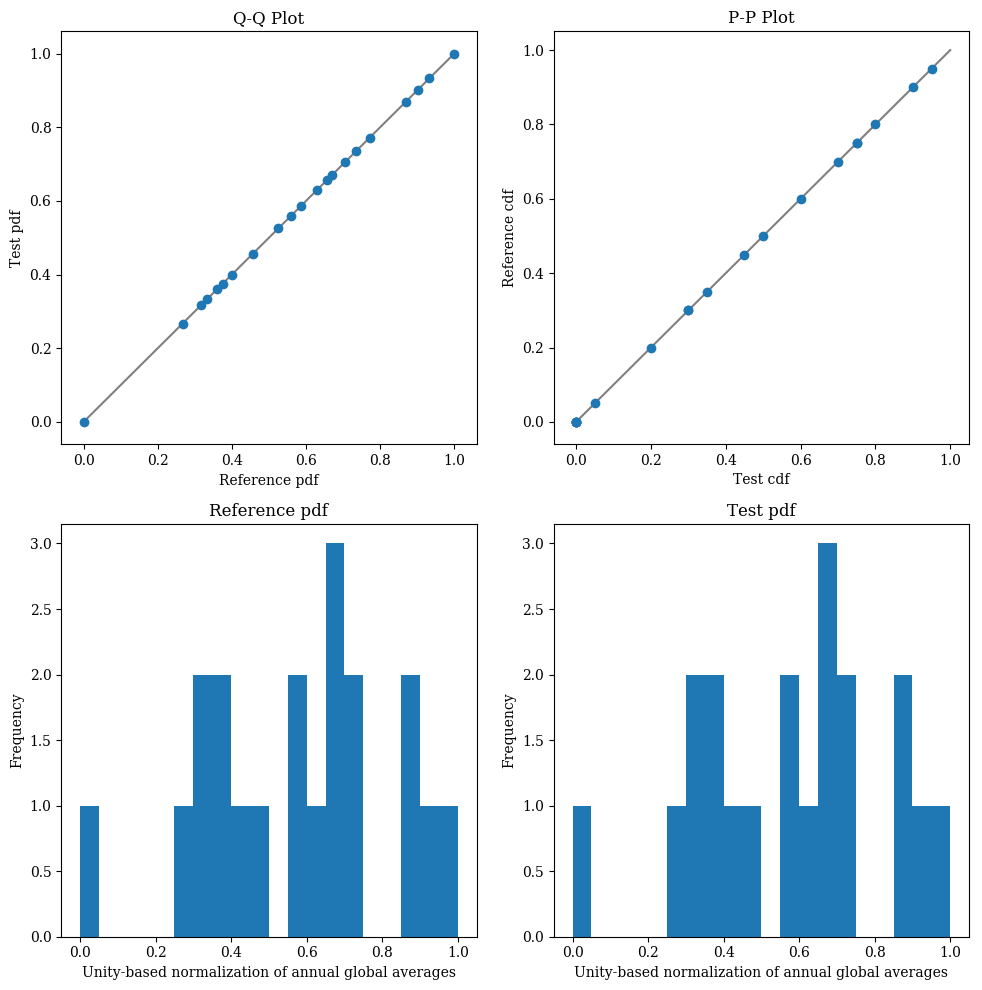 Q-Q Plot
1.0
0.8
0.6
0.4
0.2
0.0
Test pdf
0.0 0.2 0.4 0.6 0.8 1.0
Reference pdf
P-P Plot
1.0
0.8
0.6
0.4
0.2
0.0
Reference cdf
0.0 0.2 0.4 0.6 0.8 1.0
Test cdf
Reference pdf
3.0
2.5
2.0
1.5
1.0
0.5
0.0
Frequency
0.0 0.2 0.4 0.6 0.8 1.0
Unity-based normalization of annual global averages
Test pdf
3.0
2.5
2.0
1.5
1.0
0.5
0.0
Frequency
0.0 0.2 0.4 0.6 0.8 1.0
Unity-based normalization of annual global averages